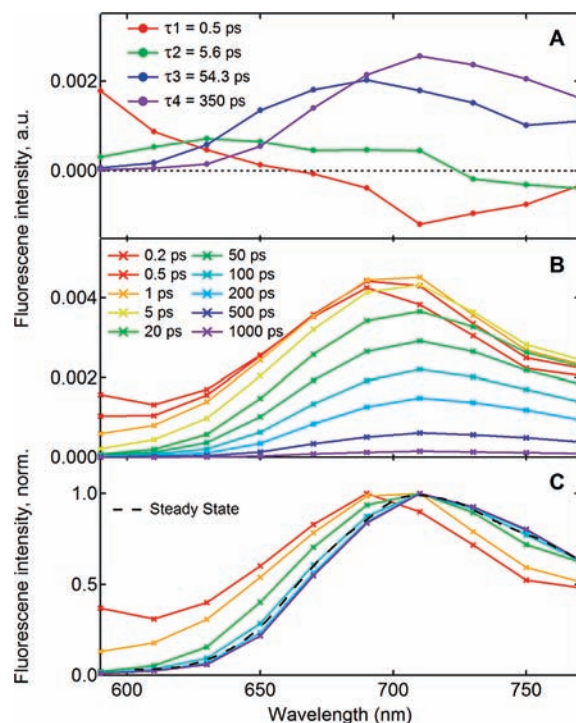 A
τ1 = 0.5 ps
τ2 = 5.6 ps
τ3 = 54.3 ps
τ4 = 350 ps
0.002
0.000
Fluorescene intensity, a.u.
B
0.2 ps 50 ps
0.5 ps 100 ps
1 ps 200 ps
5 ps 500 ps
20 ps 1000 ps
0.004
0.002
0.000
C
Steady State
1.0
0.5
0.0
Fluorescene intensity, norm.
600 650 700 750
Wavelength (nm)